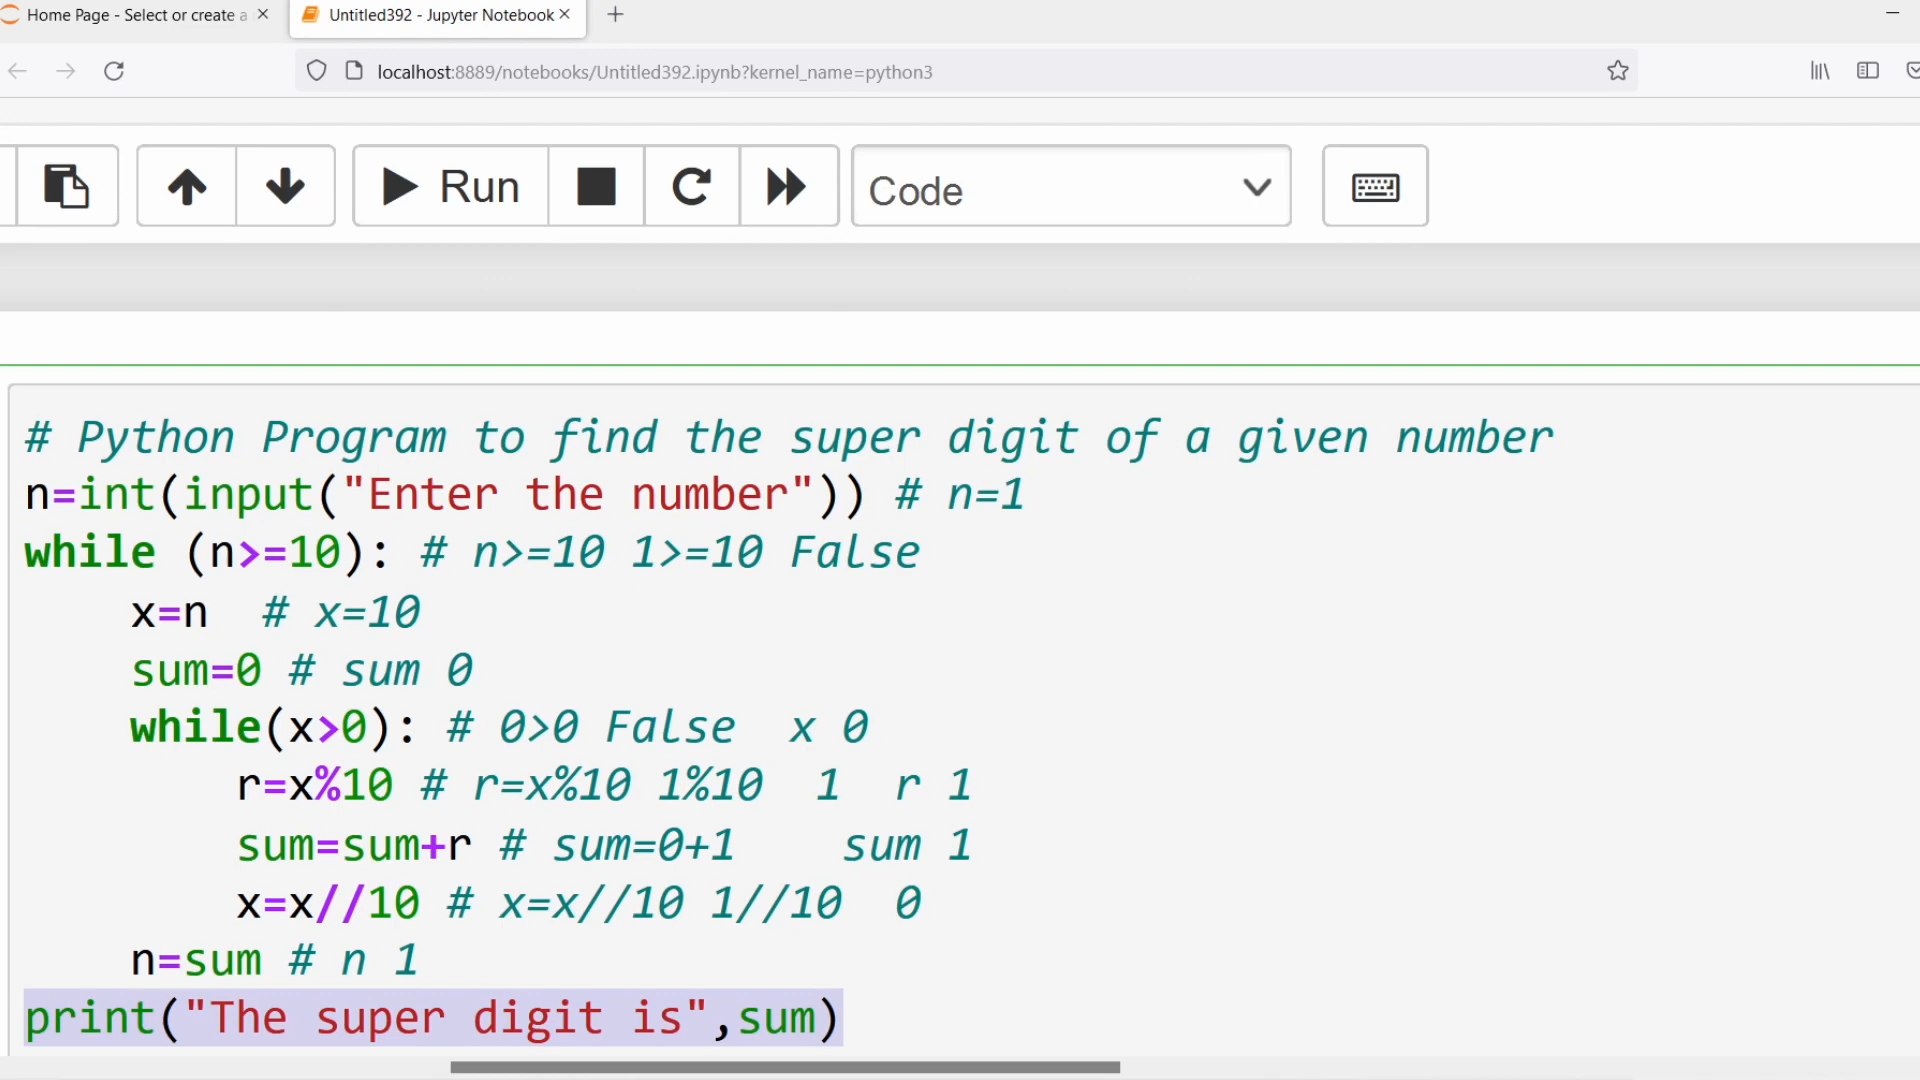 Home Page - Select or create a
Untitled392 - Jupyter Notebook
localhost:8889/notebooks/Untitled392.ipynb?kernel_name=python3
Run
Code
# Python Program to find the super digit of a given number
n=int(input("Enter the number")) # n=1
while (n>=10): # n>=10 1>=10 False
x=n # x=10
sum=0 # sum 0
while(x>0): # 0>0 False x 0
r=x%10 # r=x%10 1%10 1 r 1
sum=sum+r # sum=0+1 sum 1
x=x//10 # x=x//10 1//10 0
n=sum # n 1
print("The super digit is",sum)